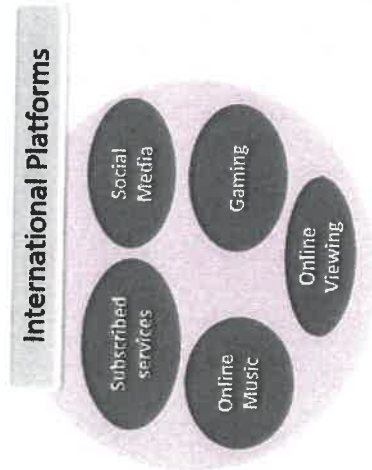 International Platforms
Subscribed
services
Social
Media
Online
Music
Gaming
Online
Viewing